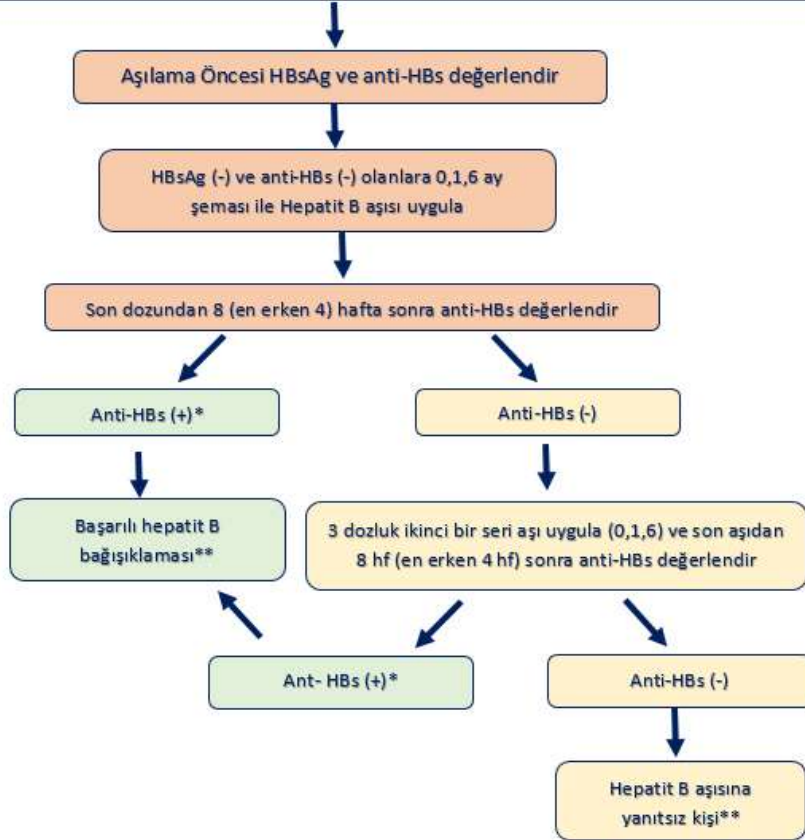 Aşılama Öncesi HBsAg ve anti-HBs değerlendir
HBsAg (-) ve anti-HBs (-) olanlara 0,1,6 ay
şeması ile Hepatit B aşısı uygula
Son dozundan 8 (en erken 4) hafta sonra anti-HBs değerlendir
Anti-HBs (+)*
Anti-HBs (-)
Başarılı hepatit B
bağışıklaması**
3 dozluk ikinci bir seri aşı uygula (0,1,6) ve son aşıdan
8 hf (en erken 4 hf) sonra anti-HBs değerlendir
Ant- HBs (+)*
Anti-HBs (-)
Hepatit B aşısına
yanıtsız kişi**